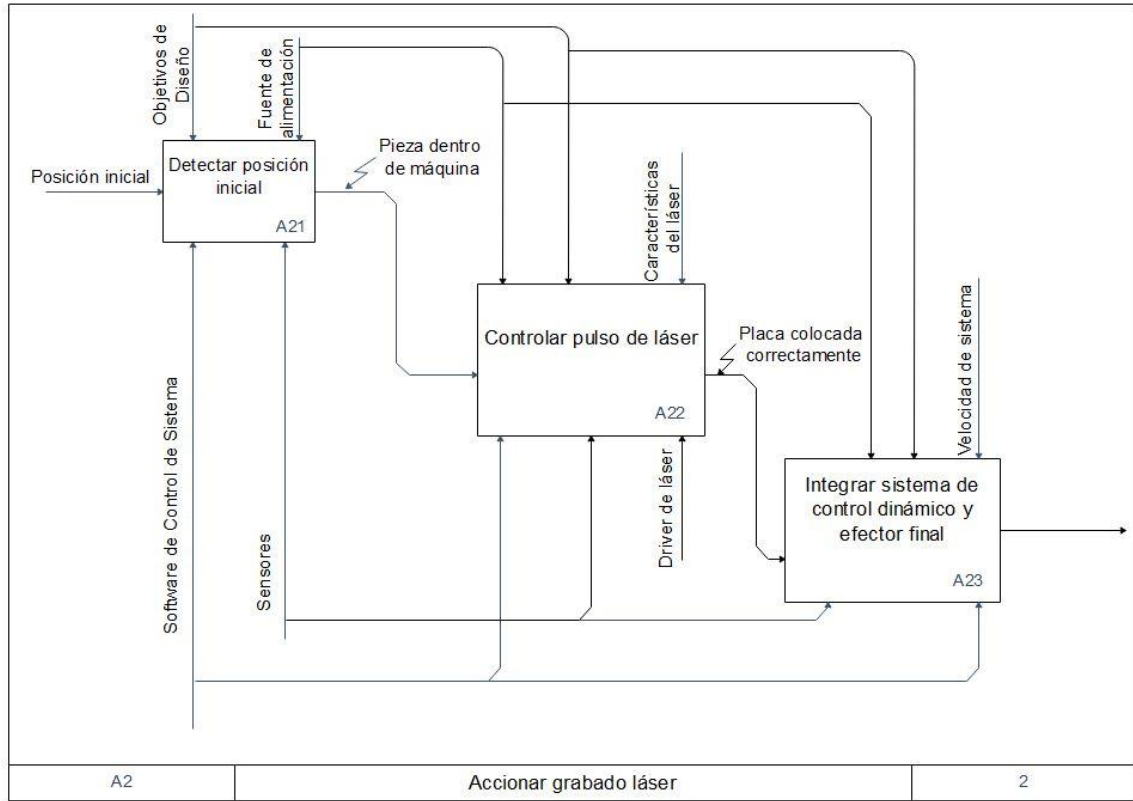 Objetivos de
Diseño
Fuente de
alimentación
Posición inicial
Detectar posición
inicial
A21
Pieza dentro
de máquina
Características
del láser
Controlar pulso de láser
A22
Placa colocada
correctamente
Velocidad de sistema
Software de Control de Sistema
Sensores
Driver de láser
Integrar sistema de
control dinámico y
efector final
A23
A2
Accionar grabado láser
2